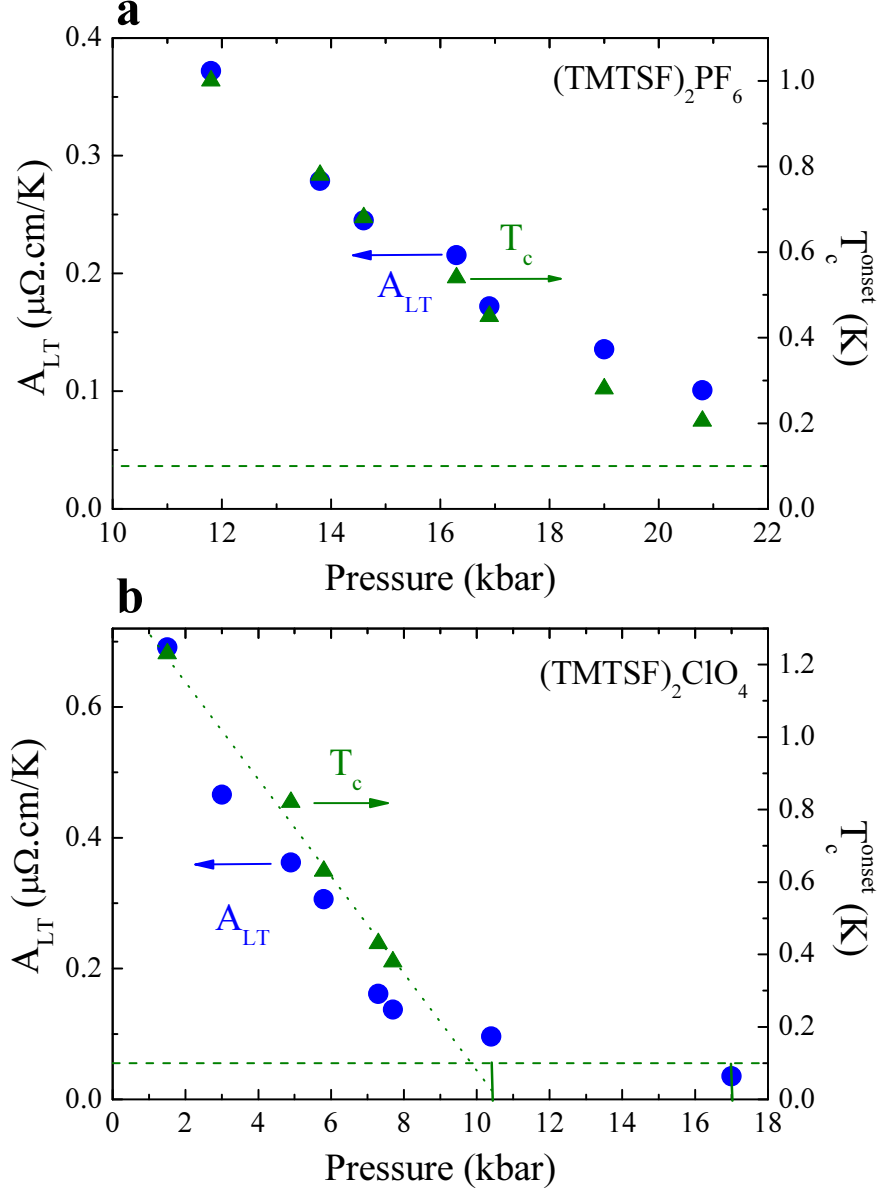 a
(TMTSF)₂PF₆
0.4
0.3
0.2
0.1
0.0
A_LT (μΩ.cm/K)
T_c
A_LT
1.0
0.8
0.6
0.4
0.2
0.0
T_c^onset (K)
10 12 14 16 18 20 22
Pressure (kbar)
b
(TMTSF)₂ClO₄
0.6
0.4
0.2
0.0
A_LT (μΩ.cm/K)
T_c
A_LT
1.2
1.0
0.8
0.6
0.4
0.2
0.0
T_c^onset (K)
0 2 4 6 8 10 12 14 16 18
Pressure (kbar)